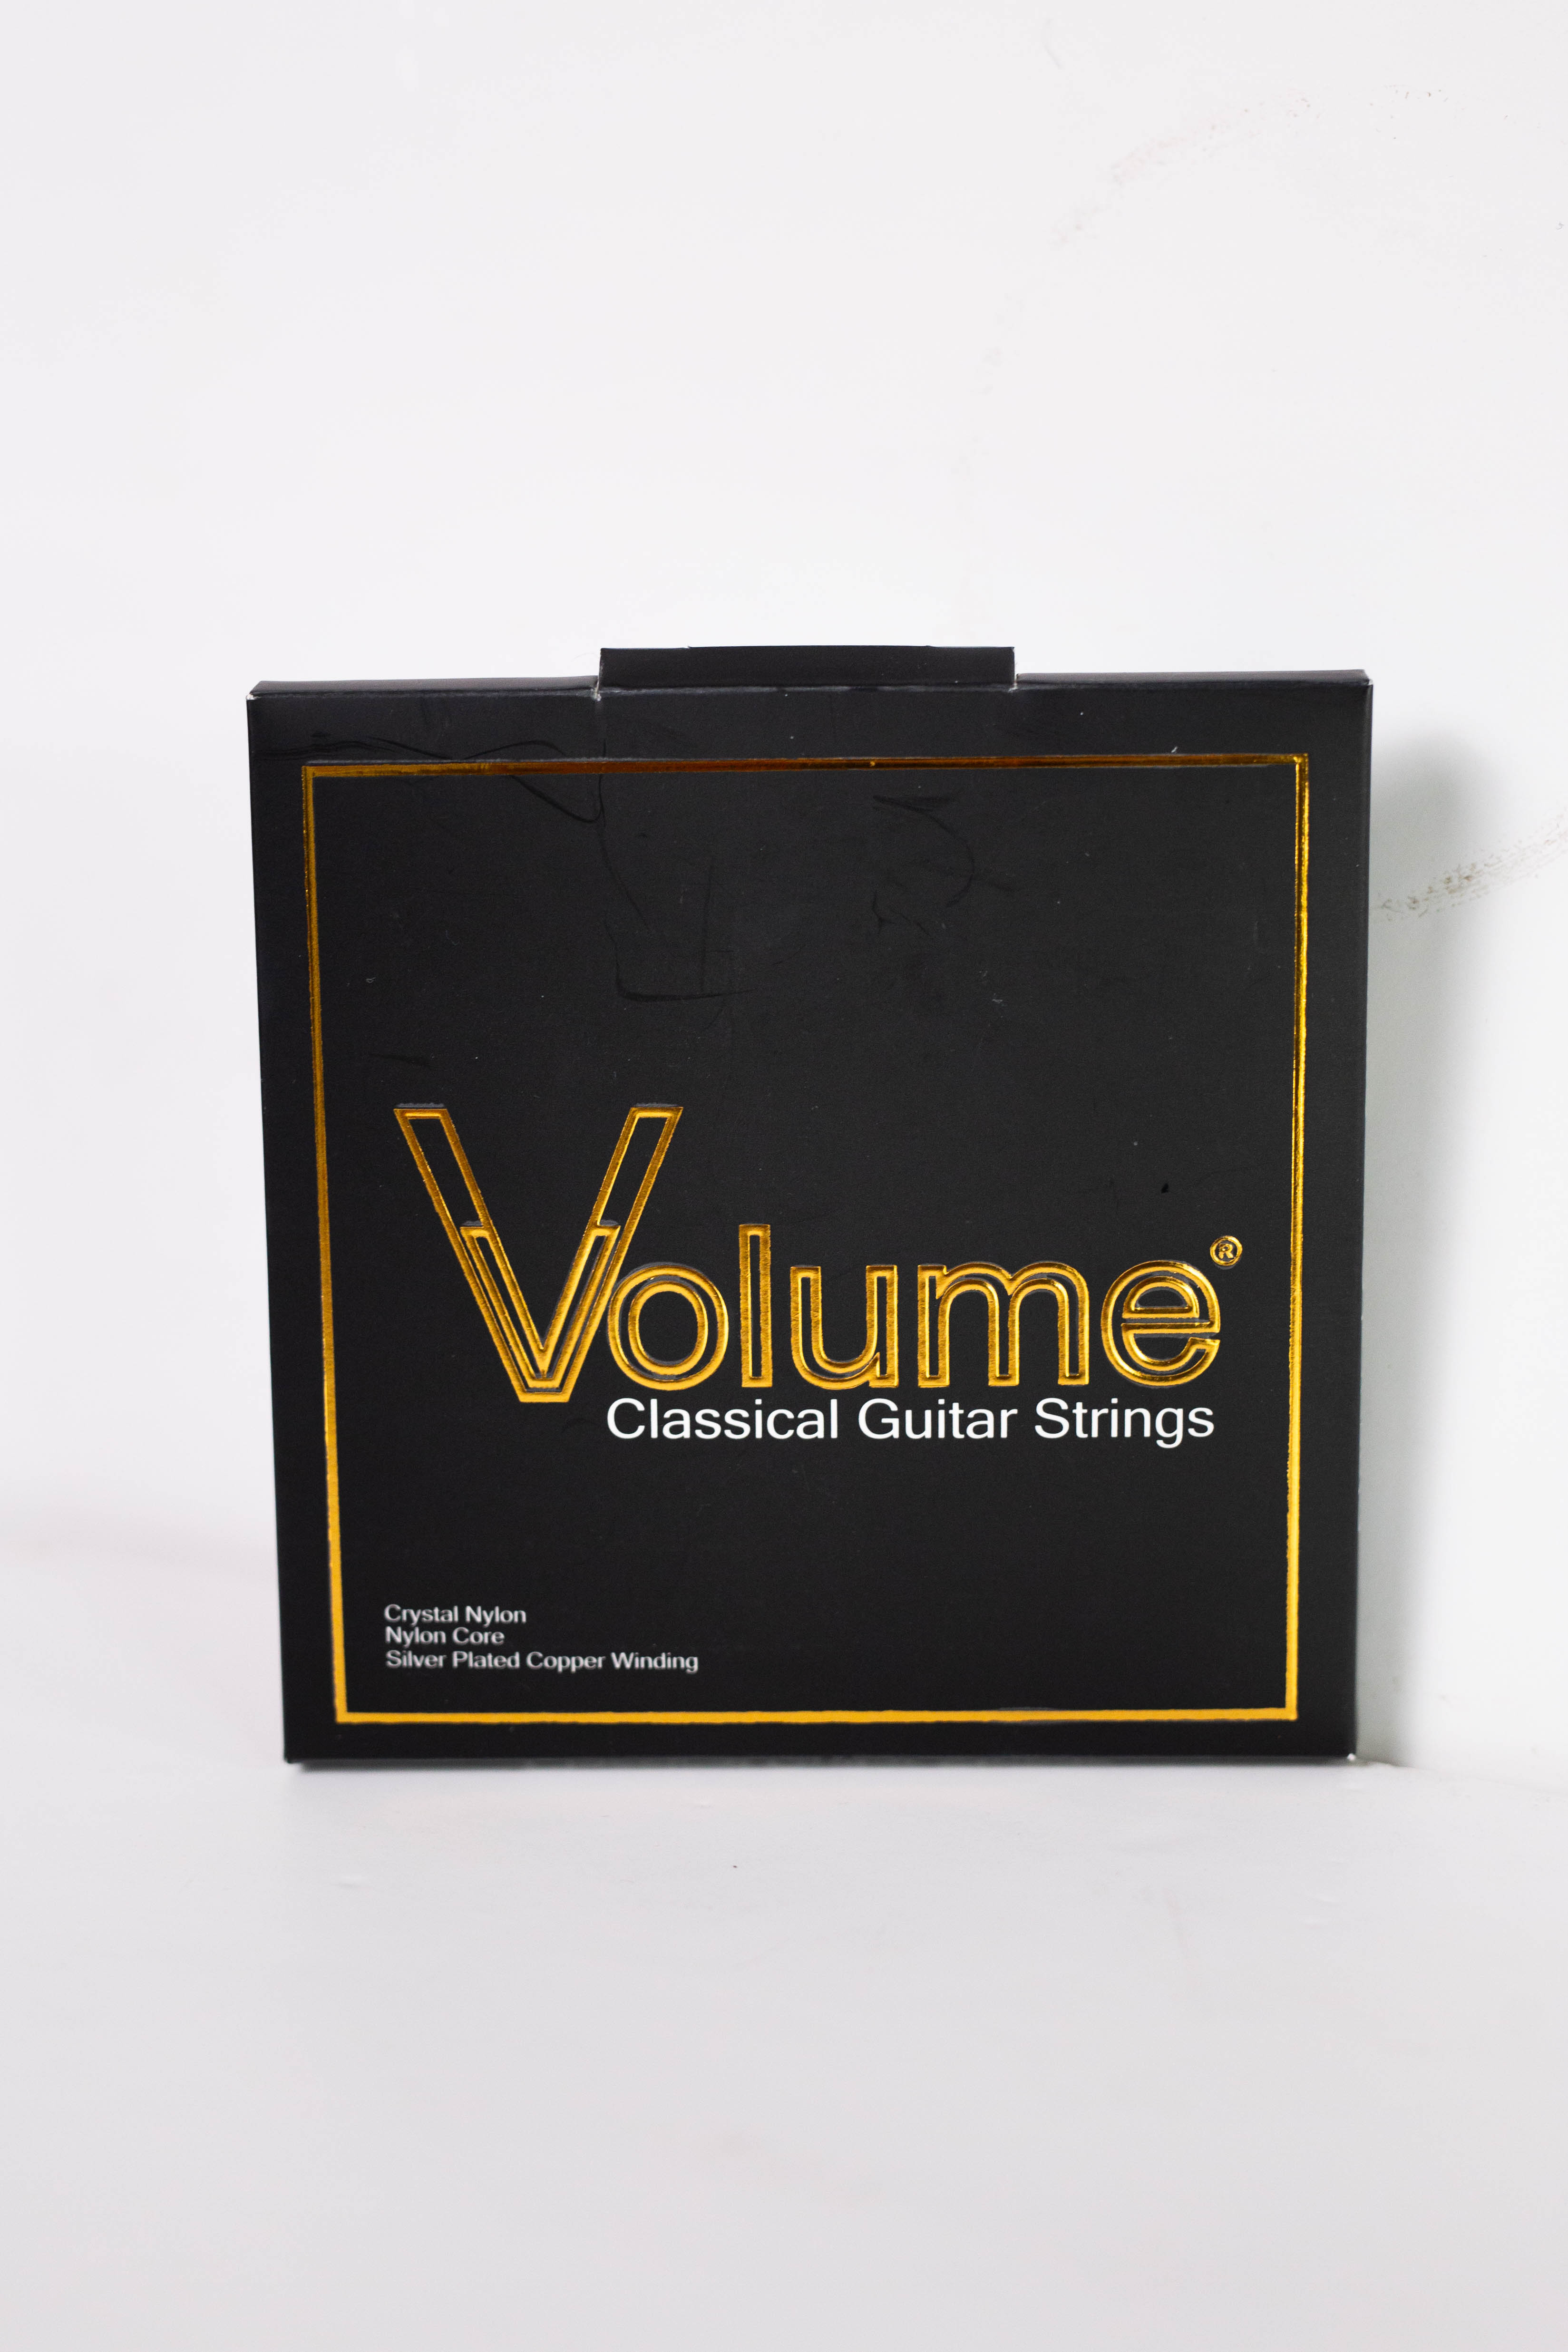 Volume®
Classical Guitar Strings
Crystal Nylon
Nylon Core
Silver Plated Copper Winding